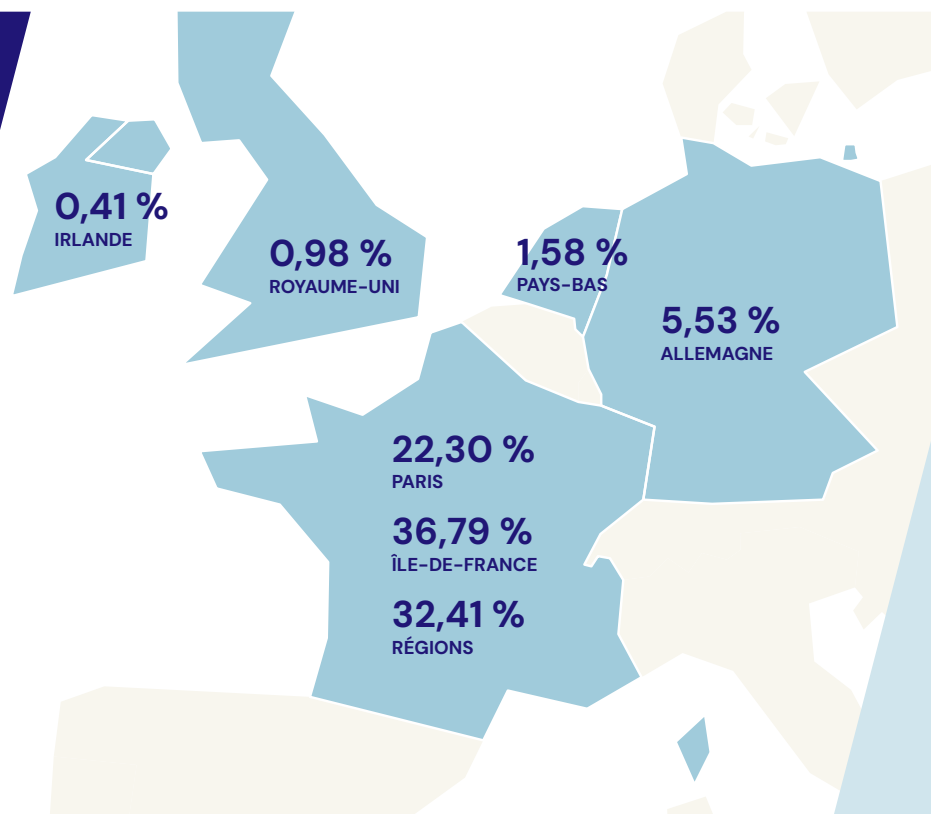 0,41 %
IRLANDE
0,98 %
ROYAUME-UNI
1,58 %
PAYS-BAS
5,53 %
ALLEMAGNE
22,30 %
PARIS
36,79 %
ÎLE-DE-FRANCE
32,41 %
RÉGIONS